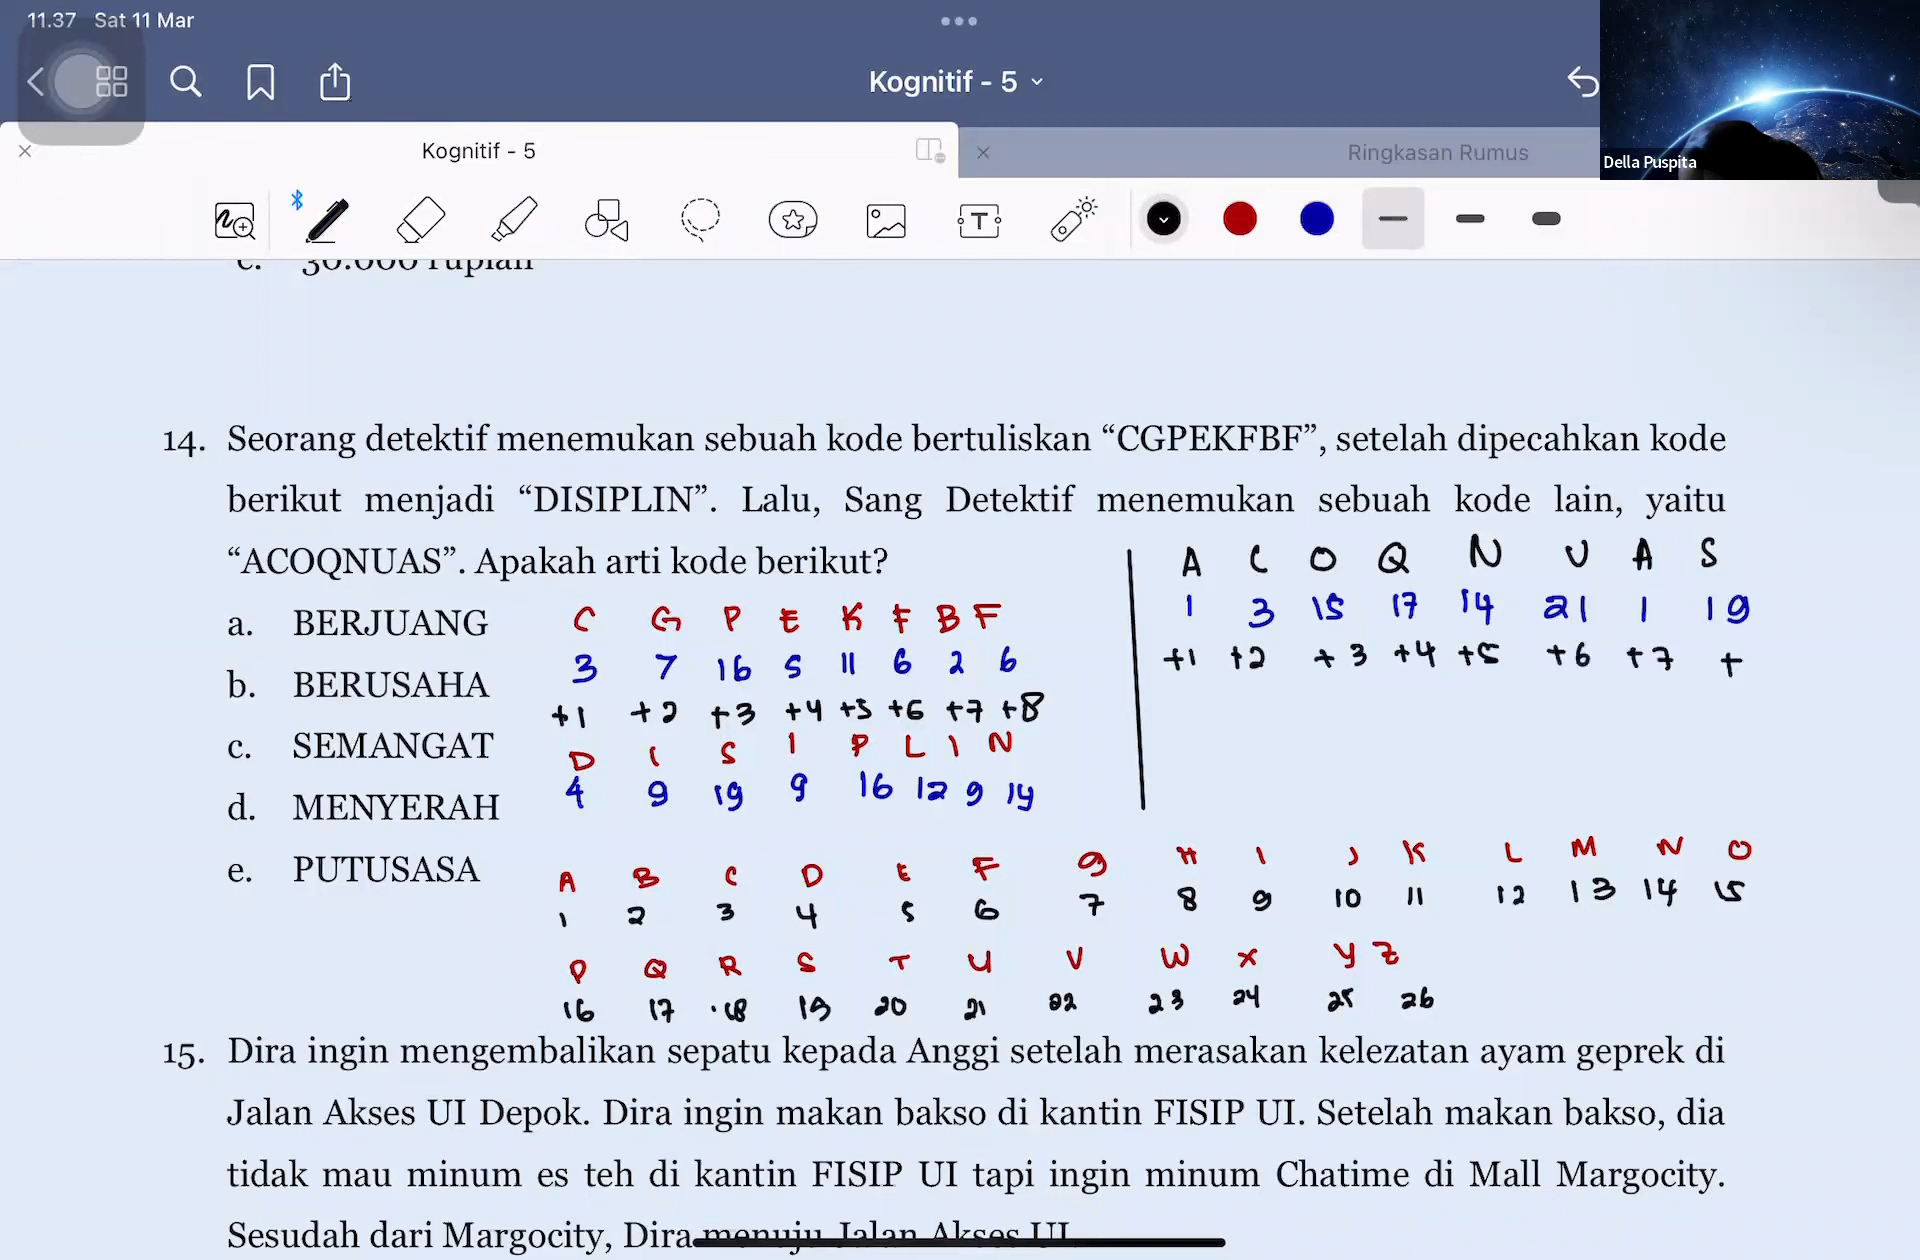 11.37 Sat 11 Mar
Kognitif - 5
Kognitif - 5
Ringkasan Rumus
Della Puspita
T
c. 30.000 rupiah
14. Seorang detektif menemukan sebuah kode bertuliskan “CGPEKFBF”, setelah dipecahkan kode
berikut menjadi “DISIPLIN”. Lalu, Sang Detektif menemukan sebuah kode lain, yaitu
“ACOQNUAS”. Apakah arti kode berikut?
a. BERJUANG
b. BERUSAHA
c. SEMANGAT
d. MENYERAH
e. PUTUSASA
C G P E K F B F
3 7 16 5 11 6 2 6
+1 +2 +3 +4 +5 +6 +7 +8
D I S I P L I N
4 9 19 9 16 12 9 14
A C O Q N U A S
1 3 15 17 14 21 1 19
+1 +2 +3 +4 +5 +6 +7 +
A B C D E F g H I J K L M N O
1 2 3 4 5 6 7 8 9 10 11 12 13 14 15
P Q R S T U V W X Y Z
16 17 18 19 20 21 22 23 24 25 26
15. Dira ingin mengembalikan sepatu kepada Anggi setelah merasakan kelezatan ayam geprek di
Jalan Akses UI Depok. Dira ingin makan bakso di kantin FISIP UI. Setelah makan bakso, dia
tidak mau minum es teh di kantin FISIP UI tapi ingin minum Chatime di Mall Margocity.
Sesudah dari Margocity, Dira menuju Jalan Akses UI